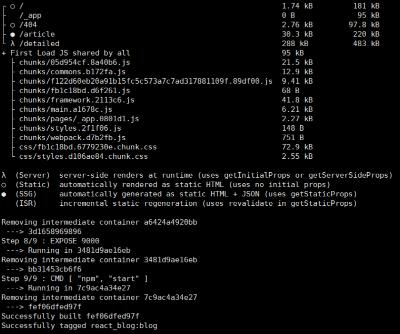 ┌ ○ / 1.74 kB 181 kB
├ /_app 0 B 95 kB
├ ○ /404 2.76 kB 97.8 kB
├ ● /article 30.3 kB 220 kB
└ λ /detailed 288 kB 483 kB
+ First Load JS shared by all 95 kB
├ chunks/05d954cf.8a40b6.js 21.5 kB
├ chunks/commons.b172fa.js 12.9 kB
├ chunks/f122d60eb20a91b15fc5c573a7c7ad317881109f.89df00.js 9.41 kB
├ chunks/fb1c18bd.d6f261.js 68 B
├ chunks/framework.2113c6.js 41.8 kB
├ chunks/main.a1678c.js 6.21 kB
├ chunks/pages/_app.0801d1.js 2.27 kB
├ chunks/styles.2f1f06.js 148 B
├ chunks/webpack.d7b2fb.js 751 B
├ css/fb1c18bd.6779230e.chunk.css 72.9 kB
└ css/styles.d106ae04.chunk.css 2.55 kB
λ (Server) server-side renders at runtime (uses getInitialProps or getServerSideProps)
○ (Static) automatically rendered as static HTML (uses no initial props)
● (SSG) automatically generated as static HTML + JSON (uses getStaticProps)
(ISR) incremental static regeneration (uses revalidate in getStaticProps)
Removing intermediate container a6424a4920bb
---> 3d1658969896
Step 8/9 : EXPOSE 9000
---> Running in 3481d9ae16eb
Removing intermediate container 3481d9ae16eb
---> bb31453cb6f6
Step 9/9 : CMD [ "npm", "start" ]
---> Running in 7c9ac4a34e27
Removing intermediate container 7c9ac4a34e27
---> fef06dfed97f
Successfully built fef06dfed97f
Successfully tagged react_blog:blog